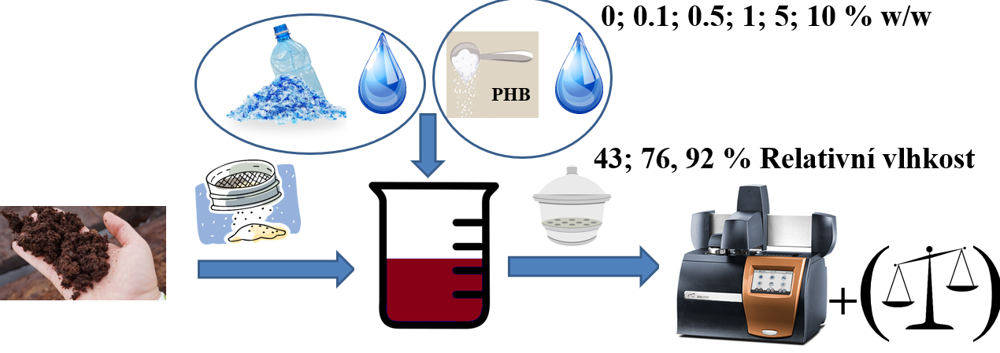 0; 0.1; 0.5; 1; 5; 10 % w/w
PHB
43; 76, 92 % Relativní vlhkost
+( )